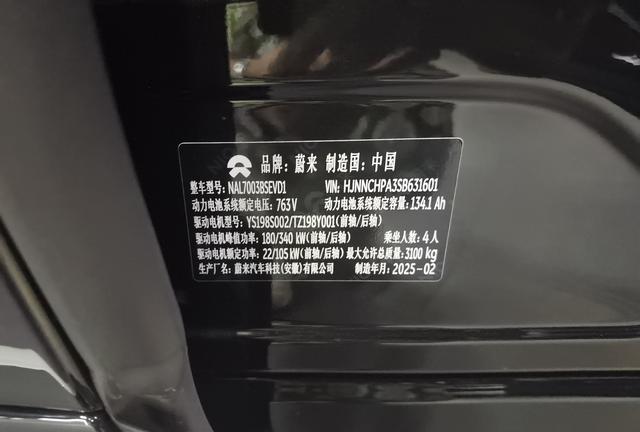 品牌：蔚来 制造国：中国
整车型号：NAL7003BSEVD1 VIN：HJNNCHPA3SB631601
动力电池系统额定电压：763 V 动力电池系统额定容量：134.1 Ah
驱动电机型号：YS198S002/TZ198Y001(前轴/后轴)
驱动电机峰值功率：180/340 kW(前轴/后轴) 乘坐人数：4人
驱动电机额定功率：22/105 kW(前轴/后轴) 最大允许总质量：3100 kg
生产厂名：蔚来汽车科技(安徽)有限公司 制造年月：2025-02